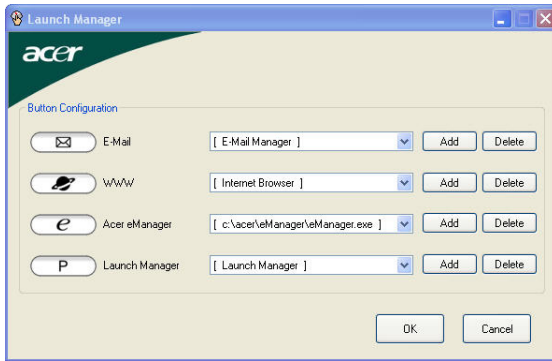 Launch Manager
acer
Button Configuration
E-Mail [ E-Mail Manager ] Add Delete
WWW [ Internet Browser ] Add Delete
e Acer eManager [ c:\acer\eManager\eManager.exe ] Add Delete
P Launch Manager [ Launch Manager ] Add Delete
OK Cancel